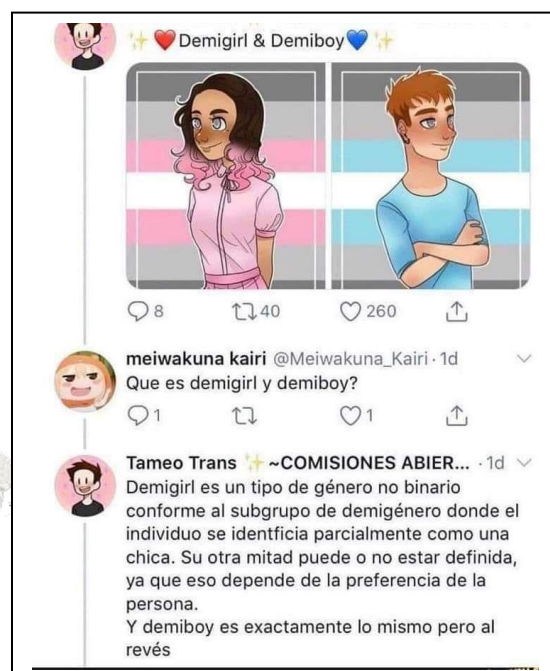 ✨ ❤️ Demigirl & Demiboy 💙 ✨
8 40 260
meiwakuna kairi @Meiwakuna_Kairi · 1d
Que es demigirl y demiboy?
1 1
Tameo Trans ✨ ~COMISIONES ABIER... · 1d
Demigirl es un tipo de género no binario
conforme al subgrupo de demigénero donde el
individuo se identficia parcialmente como una
chica. Su otra mitad puede o no estar definida,
ya que eso depende de la preferencia de la
persona.
Y demiboy es exactamente lo mismo pero al
revés